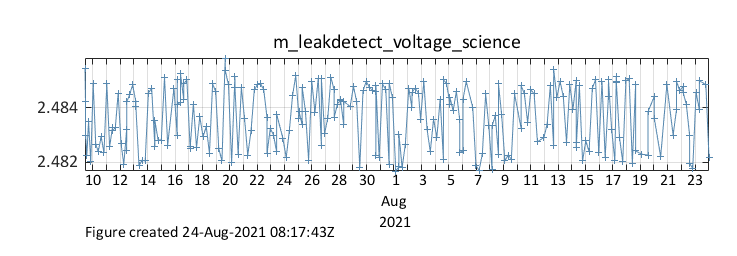 m_leakdetect_voltage_science
2.484
2.482
10 12 14 16 18 20 22 24 26 28 30 1 3 5 7 9 11 13 15 17 19 21 23
Aug
2021
Figure created 24-Aug-2021 08:17:43Z